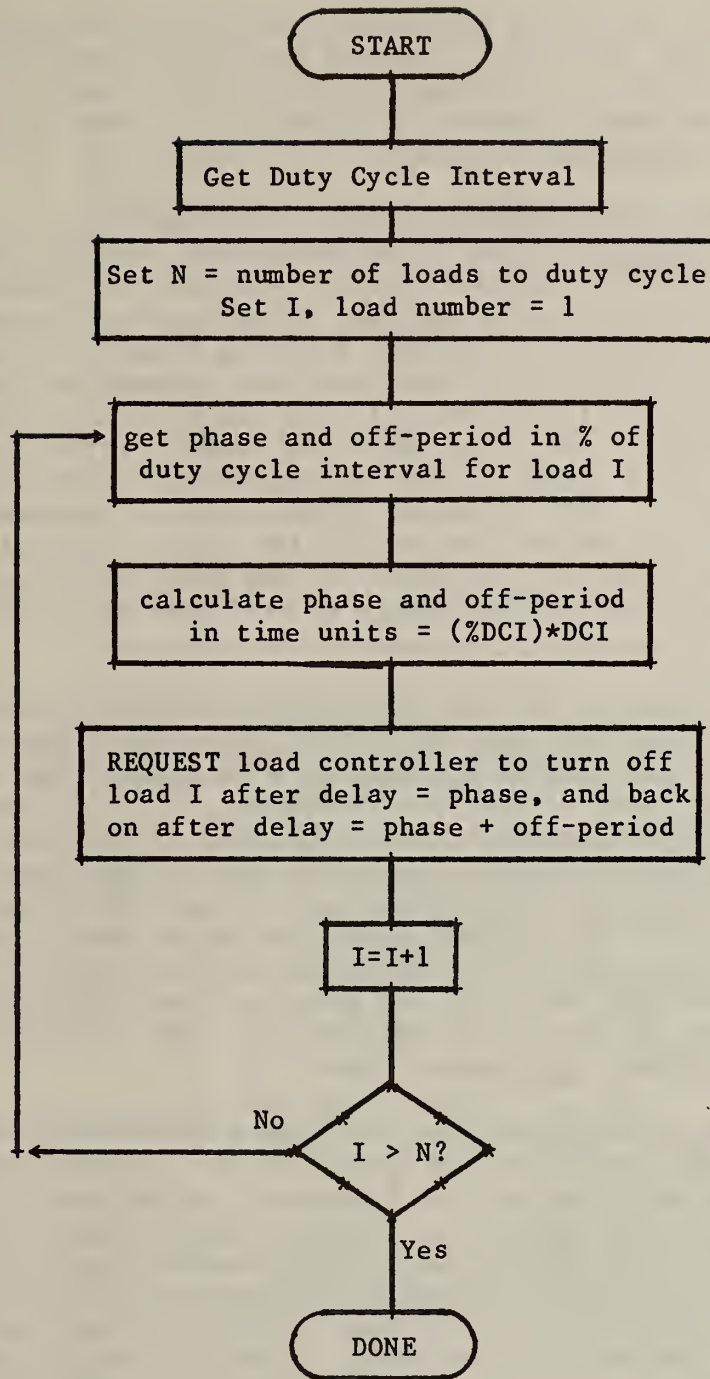 START
Get Duty Cycle Interval
Set N = number of loads to duty cycle
Set I, load number = 1
get phase and off-period in % of
duty cycle interval for load I
calculate phase and off-period
in time units = (%DCI)*DCI
REQUEST load controller to turn off
load I after delay = phase, and back
on after delay = phase + off-period
I=I+1
No
I > N?
Yes
DONE